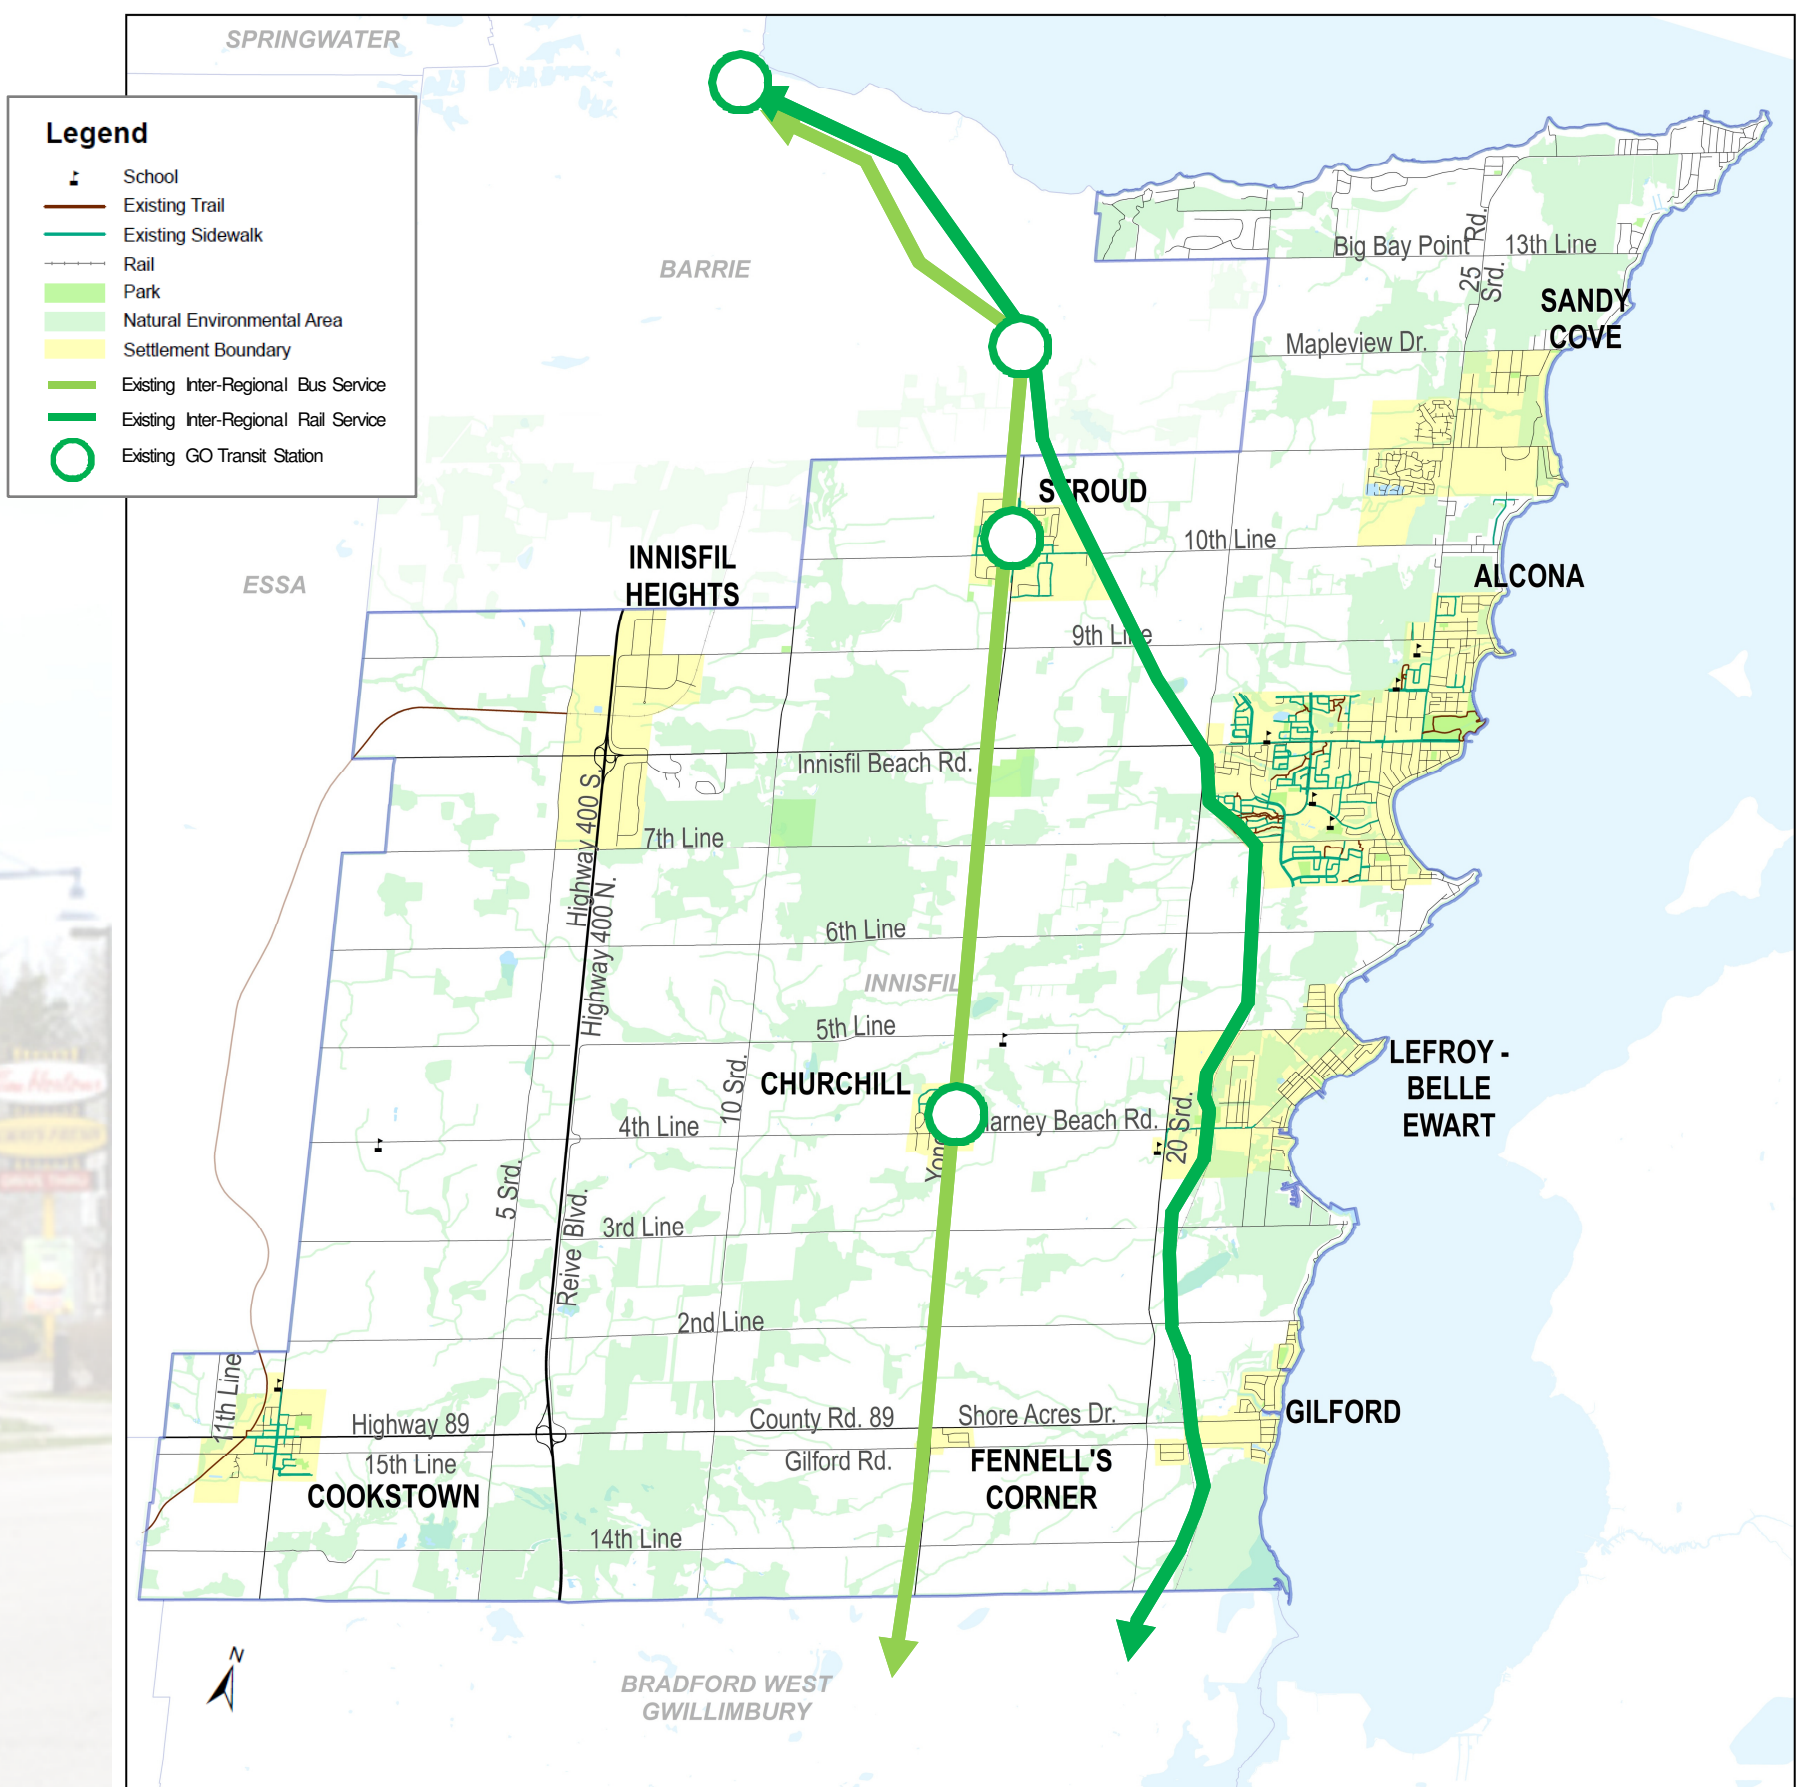 SPRINGWATER
Legend
School
Existing Trail
Existing Sidewalk
Rail
Park
Natural Environmental Area
Settlement Boundary
Existing Inter-Regional Bus Service
Existing Inter-Regional Rail Service
Existing GO Transit Station
BARRIE
Big Bay Point Rd.
13th Line
25 Srd.
SANDY
COVE
Mapleview Dr.
STROUD
10th Line
INNISFIL
HEIGHTS
ESSA
ALCONA
9th Line
Innisfil Beach Rd.
Highway 400 S.
7th Line
Highway 400 N.
6th Line
INNISFIL
5th Line
LEFROY -
BELLE
EWART
CHURCHILL
10 Srd.
4th Line
arney Beach Rd.
20 Srd.
Yong
5 Srd.
Reive Blvd.
3rd Line
2nd Line
11th Line
Highway 89
County Rd. 89
Shore Acres Dr.
GILFORD
15th Line
Gilford Rd.
FENNELL'S
CORNER
COOKSTOWN
14th Line
N
BRADFORD WEST
GWILLIMBURY